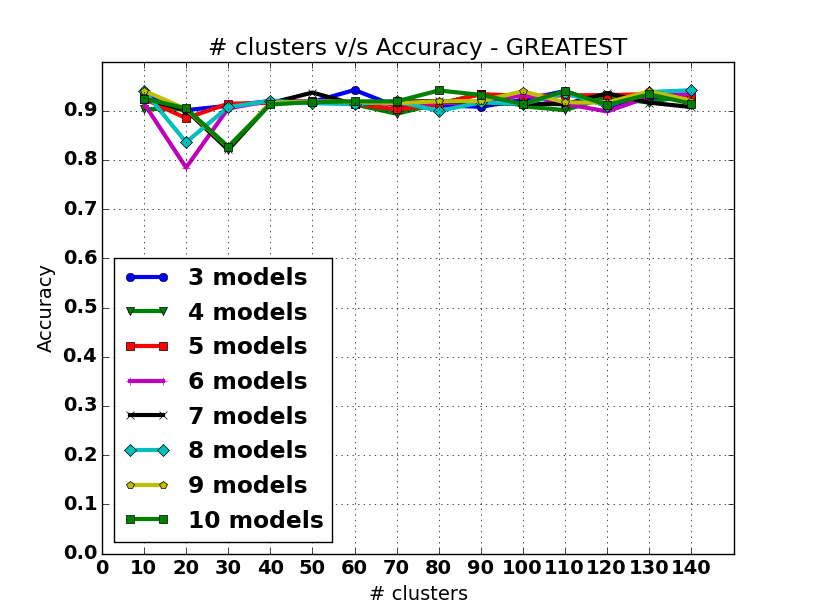 # clusters v/s Accuracy - GREATEST
Accuracy
0.9
0.8
0.7
0.6
0.5
0.4
0.3
0.2
0.1
0.0
3 models
4 models
5 models
6 models
7 models
8 models
9 models
10 models
0 10 20 30 40 50 60 70 80 90 100 110 120 130 140
# clusters